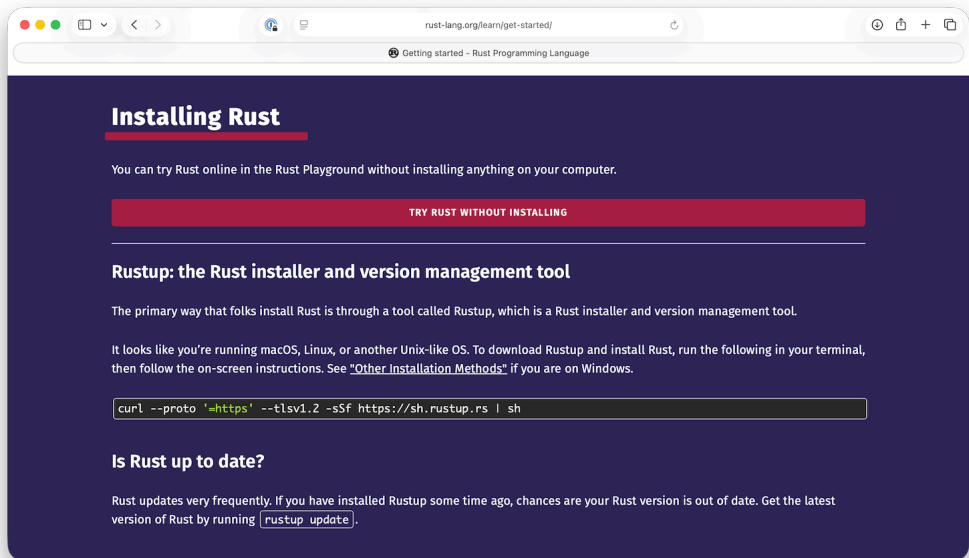 rust-lang.org/learn/get-started/
Getting started - Rust Programming Language
Installing Rust
You can try Rust online in the Rust Playground without installing anything on your computer.
TRY RUST WITHOUT INSTALLING
Rustup: the Rust installer and version management tool
The primary way that folks install Rust is through a tool called Rustup, which is a Rust installer and version management tool.
It looks like you’re running macOS, Linux, or another Unix-like OS. To download Rustup and install Rust, run the following in your terminal,
then follow the on-screen instructions. See "Other Installation Methods" if you are on Windows.
curl --proto '=https' --tlsv1.2 -sSf https://sh.rustup.rs | sh
Is Rust up to date?
Rust updates very frequently. If you have installed Rustup some time ago, chances are your Rust version is out of date. Get the latest
version of Rust by running rustup update.